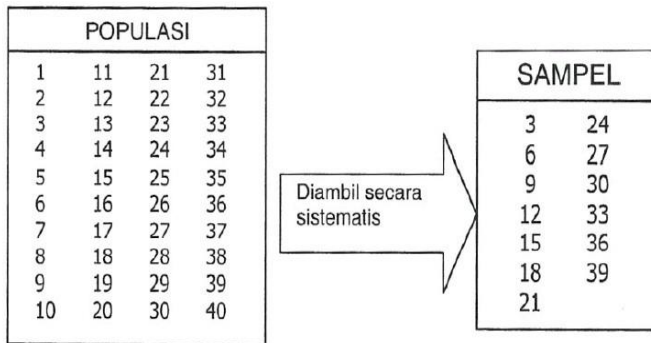 POPULASI
1 11 21 31
2 12 22 32
3 13 23 33
4 14 24 34
5 15 25 35
6 16 26 36
7 17 27 37
8 18 28 38
9 19 29 39
10 20 30 40
Diambil secara
sistematis
SAMPEL
3 24
6 27
9 30
12 33
15 36
18 39
21